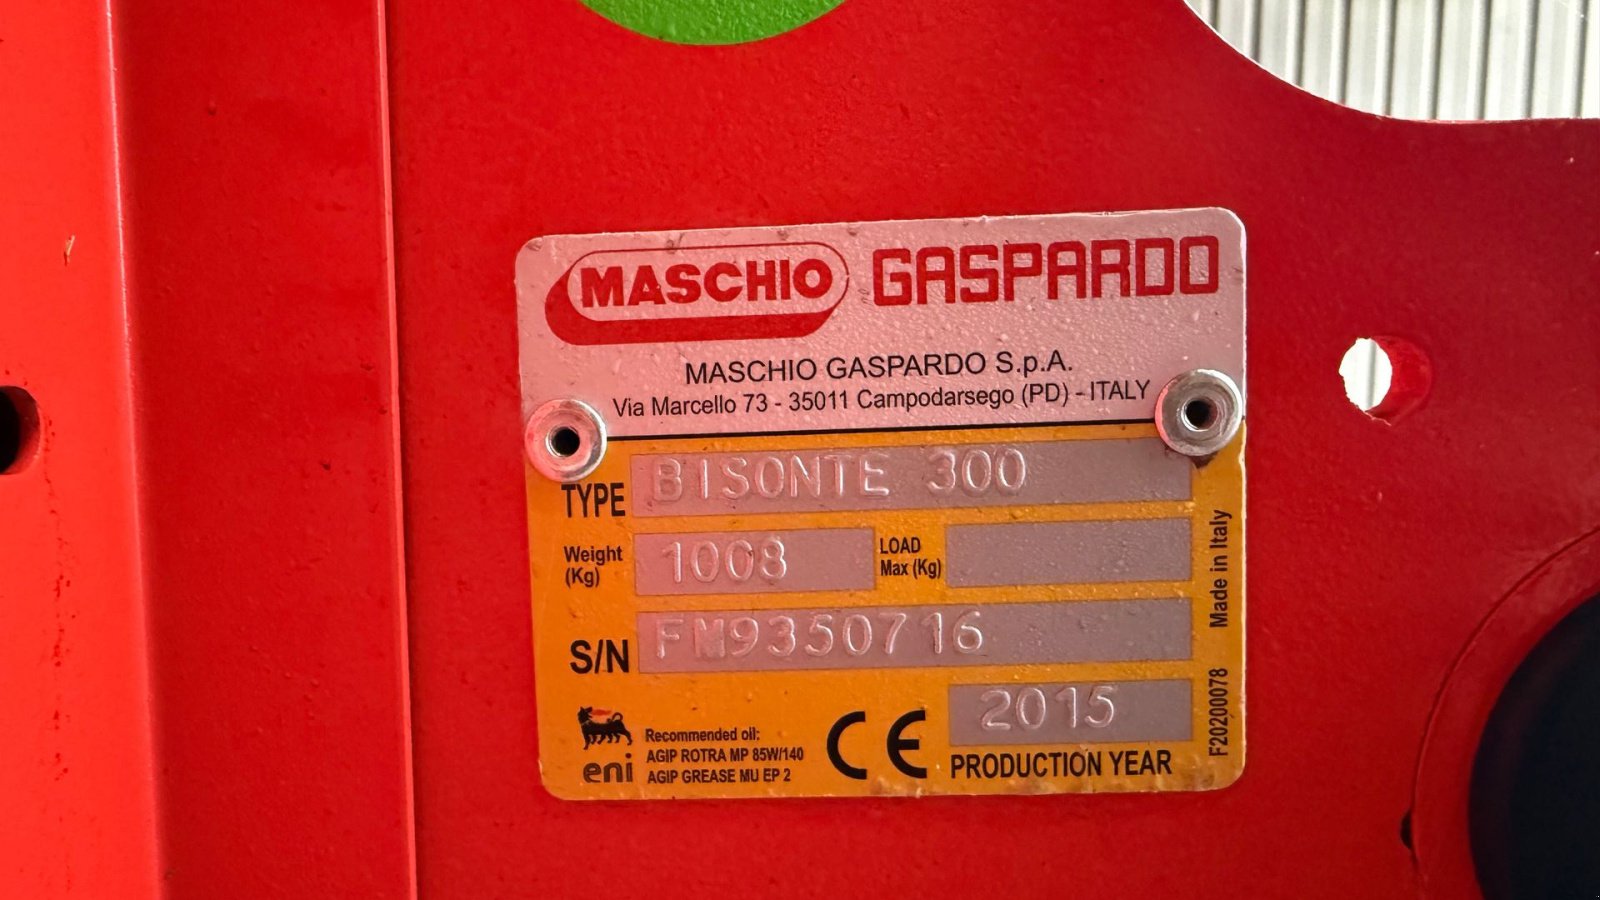 MASCHIO GASPARDO
MASCHIO GASPARDO S.p.A.
Via Marcello 73 - 35011 Campodarsego (PD) - ITALY
TYPE BISONTE 300
Weight (Kg) 1008 LOAD Max (Kg)
S/N FM9350716
2015
PRODUCTION YEAR
CE
eni
Recommended oil:
AGIP ROTRA MP 85W/140
AGIP GREASE MU EP 2
Made in Italy
F20200078